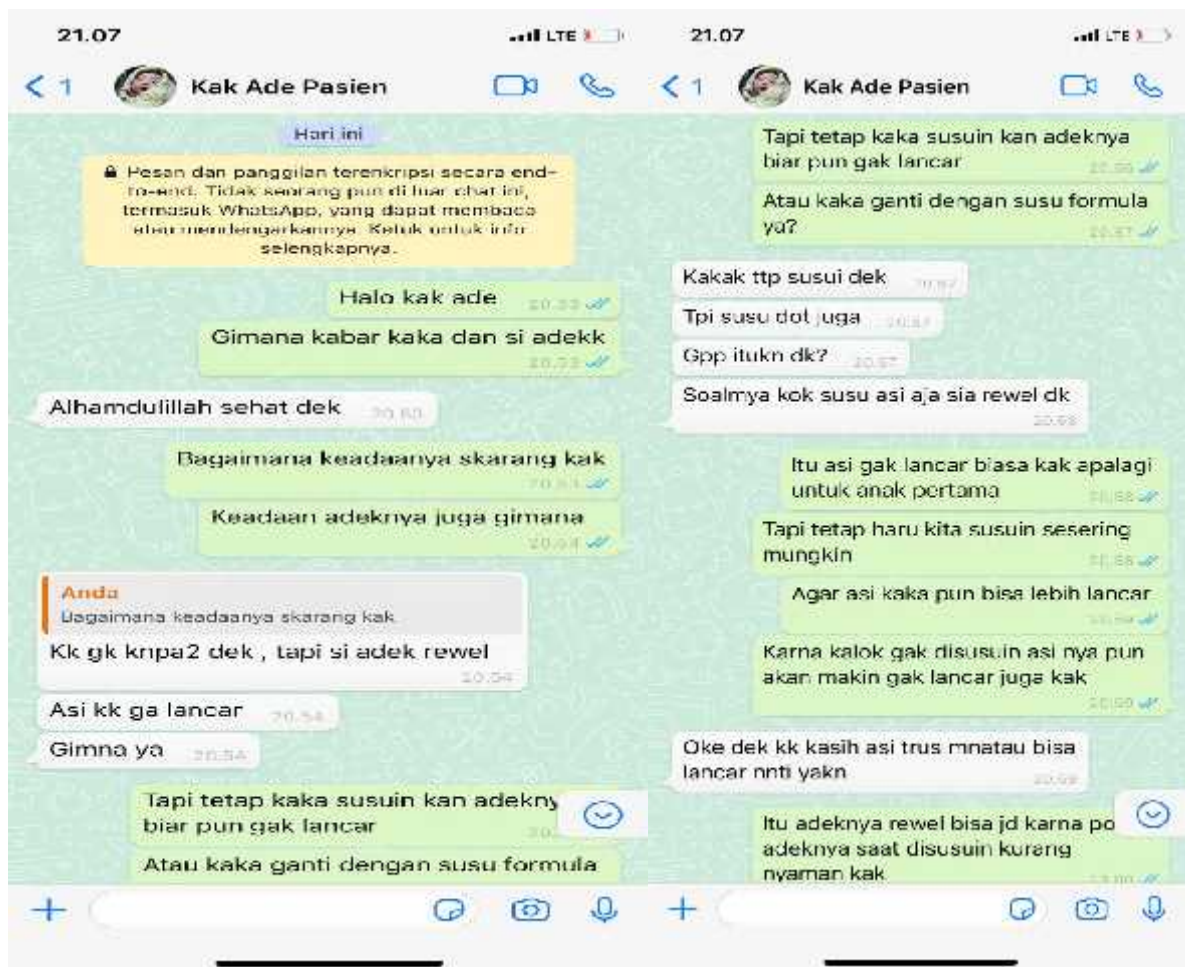 21.07
LTE
1
Kak Ade Pasien
Hari ini
Pesan dan panggilan terenkripsi secara end-
to-end. Tidak seorang pun di luar chat ini,
termasuk WhatsApp, yang dapat membaca
atau mendengarkannya. Ketuk untuk info
selengkapnya.
Halo kak ade
Gimana kabar kaka dan si adekk
Alhamdulillah sehat dek
Bagaimana keadaanya skarang kak
Keadaan adeknya juga gimana
Anda
Bagaimana keadaanya skarang kak
Kk gk knpa2 dek , tapi si adek rewel
20.54
Asi kk ga lancar
20.54
Gimna ya
20.54
Tapi tetap kaka susuin kan adekny
biar pun gak lancar
Atau kaka ganti dengan susu formula
21.07
LTE
1
Kak Ade Pasien
Tapi tetap kaka susuin kan adeknya
biar pun gak lancar
Atau kaka ganti dengan susu formula
ya?
Kakak ttp susui dek
Tpi susu dot juga
Gpp itukn dk?
20.57
Soalmya kok susu asi aja sia rewel dk
Itu asi gak lancar biasa kak apalagi
untuk anak pertama
Tapi tetap haru kita susuin sesering
mungkin
Agar asi kaka pun bisa lebih lancar
Karna kalok gak disusuin asi nya pun
akan makin gak lancar juga kak
Oke dek kk kasih asi trus mnatau bisa
lancar nnti yakn
Itu adeknya rewel bisa jd karna po
adeknya saat disusuin kurang
nyaman kak